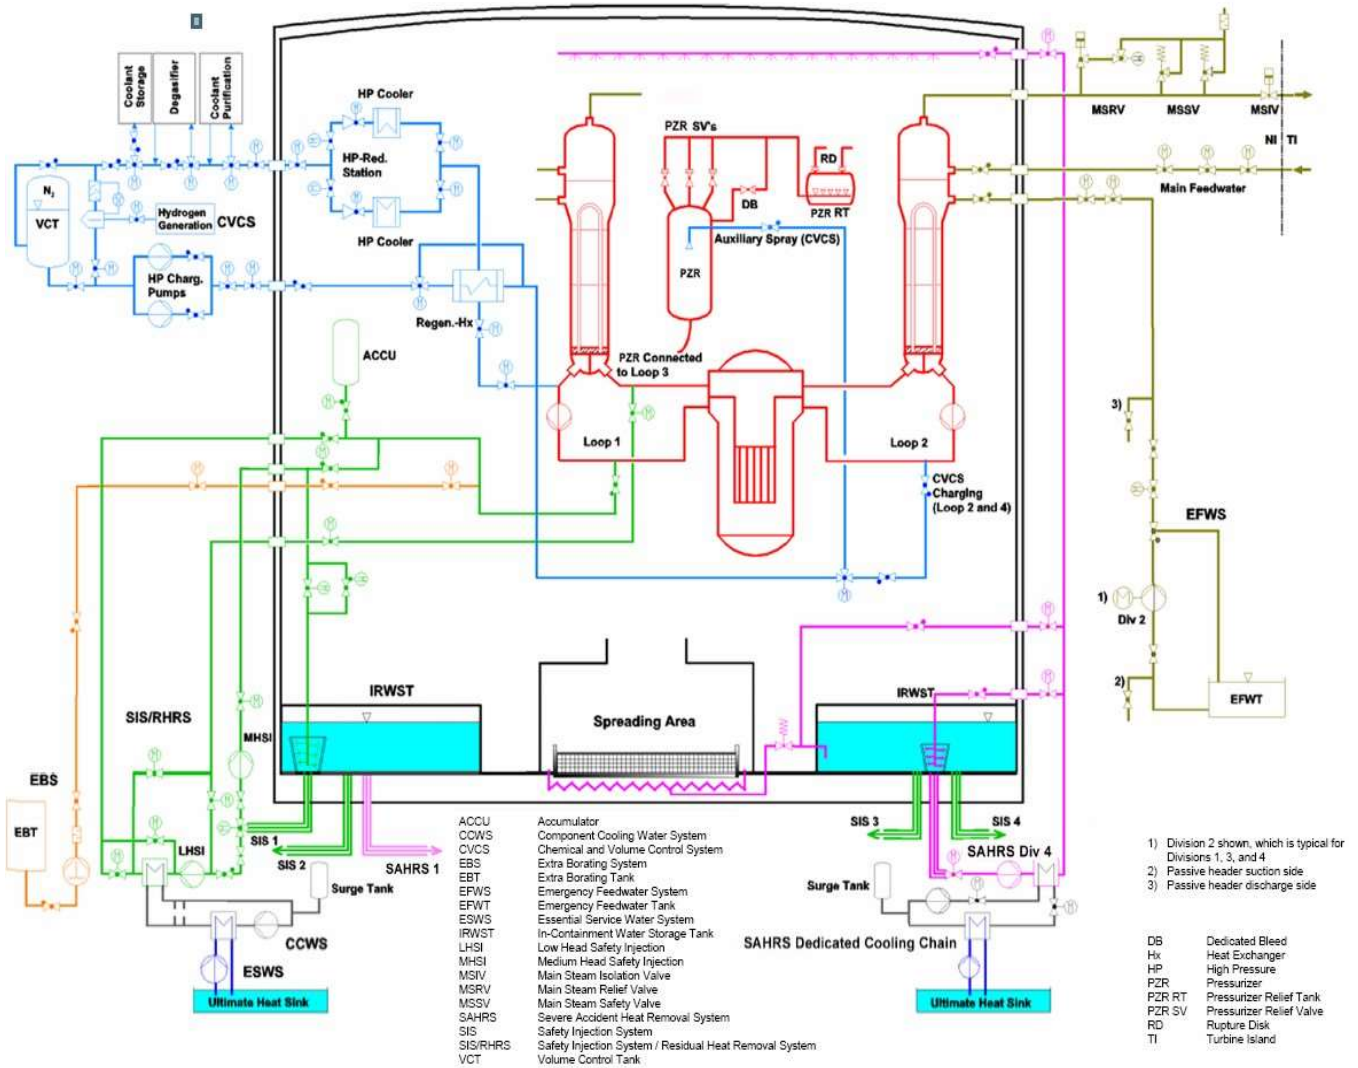 Coolant
Storage
Degasifier
Coolant
Purification
HP Cooler
HP-Red.
Station
HP Cooler
N2
VCT
Hydrogen
Generation
CVCS
HP Charg.
Pumps
Regen.-Hx
ACCU
PZR SV's
RD
DB
PZR RT
Auxiliary Spray (CVCS)
PZR
PZR Connected
to Loop 3
Loop 1
Loop 2
CVCS
Charging
(Loop 2 and 4)
MSRV
MSSV
MSIV
NI
TI
Main Feedwater
3)
EFWS
1)
Div 2
2)
EFWT
IRWST
Spreading Area
IRWST
SIS/RHRS
MHSI
EBS
EBT
LHSI
SIS 1
SIS 2
SAHRS 1
SIS 3
SIS 4
SAHRS Div 4
Surge Tank
CCWS
ESWS
Ultimate Heat Sink
Surge Tank
SAHRS Dedicated Cooling Chain
Ultimate Heat Sink
ACCU Accumulator
CCWS Component Cooling Water System
CVCS Chemical and Volume Control System
EBS Extra Borating System
EBT Extra Borating Tank
EFWS Emergency Feedwater System
EFWT Emergency Feedwater Tank
ESWS Essential Service Water System
IRWST In-Containment Water Storage Tank
LHSI Low Head Safety Injection
MHSI Medium Head Safety Injection
MSIV Main Steam Isolation Valve
MSRV Main Steam Relief Valve
MSSV Main Steam Safety Valve
SAHRS Severe Accident Heat Removal System
SIS Safety Injection System
SIS/RHRS Safety Injection System / Residual Heat Removal System
VCT Volume Control Tank
1) Division 2 shown, which is typical for
Divisions 1, 3, and 4
2) Passive header suction side
3) Passive header discharge side
DB Dedicated Bleed
Hx Heat Exchanger
HP High Pressure
PZR Pressurizer
PZR RT Pressurizer Relief Tank
PZR SV Pressurizer Relief Valve
RD Rupture Disk
TI Turbine Island